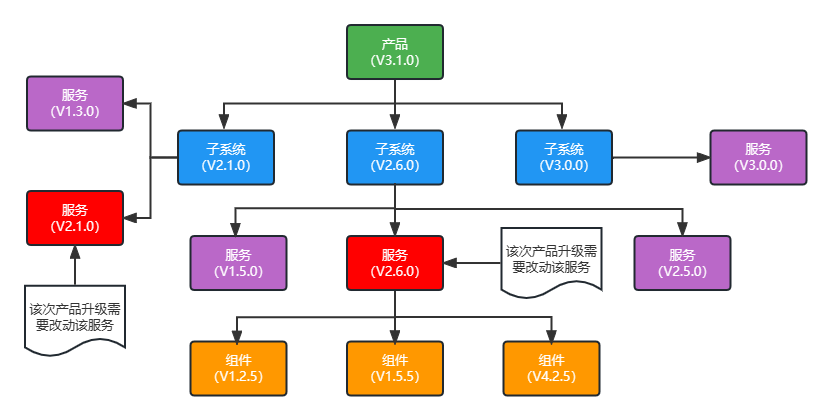 产品
（V3.1.0）
服务
（V1.3.0）
子系统
（V2.1.0）
子系统
（V2.6.0）
子系统
（V3.0.0）
服务
（V3.0.0）
服务
（V2.1.0）
服务
（V1.5.0）
服务
（V2.6.0）
该次产品升级需
要改动该服务
服务
（V2.5.0）
该次产品升级需
要改动该服务
组件
（V1.2.5）
组件
（V1.5.5）
组件
（V4.2.5）